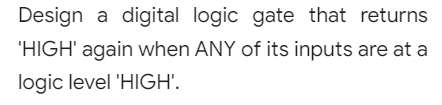 Design a digital logic gate that returns
'HIGH' again when ANY of its inputs are at a
logic level 'HIGH'.